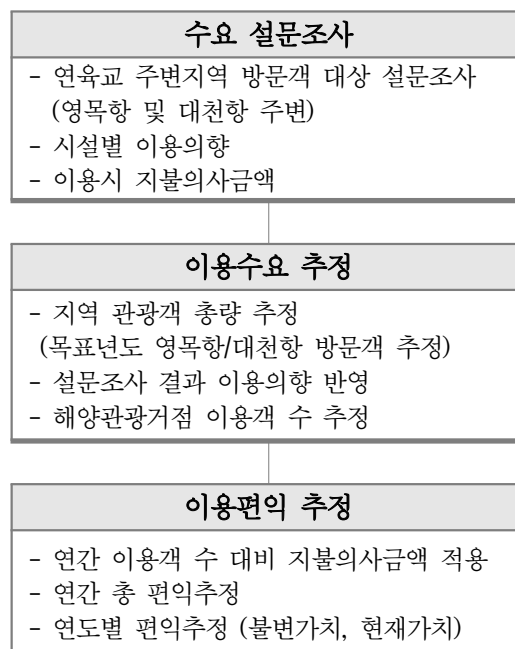 수요 설문조사
- 연육교 주변지역 방문객 대상 설문조사
(영목항 및 대천항 주변)
- 시설별 이용의향
- 이용시 지불의사금액
이용수요 추정
- 지역 관광객 총량 추정
(목표년도 영목항/대천항 방문객 추정)
- 설문조사 결과 이용의향 반영
- 해양관광거점 이용객 수 추정
이용편익 추정
- 연간 이용객 수 대비 지불의사금액 적용
- 연간 총 편익추정
- 연도별 편익추정 (불변가치, 현재가치)